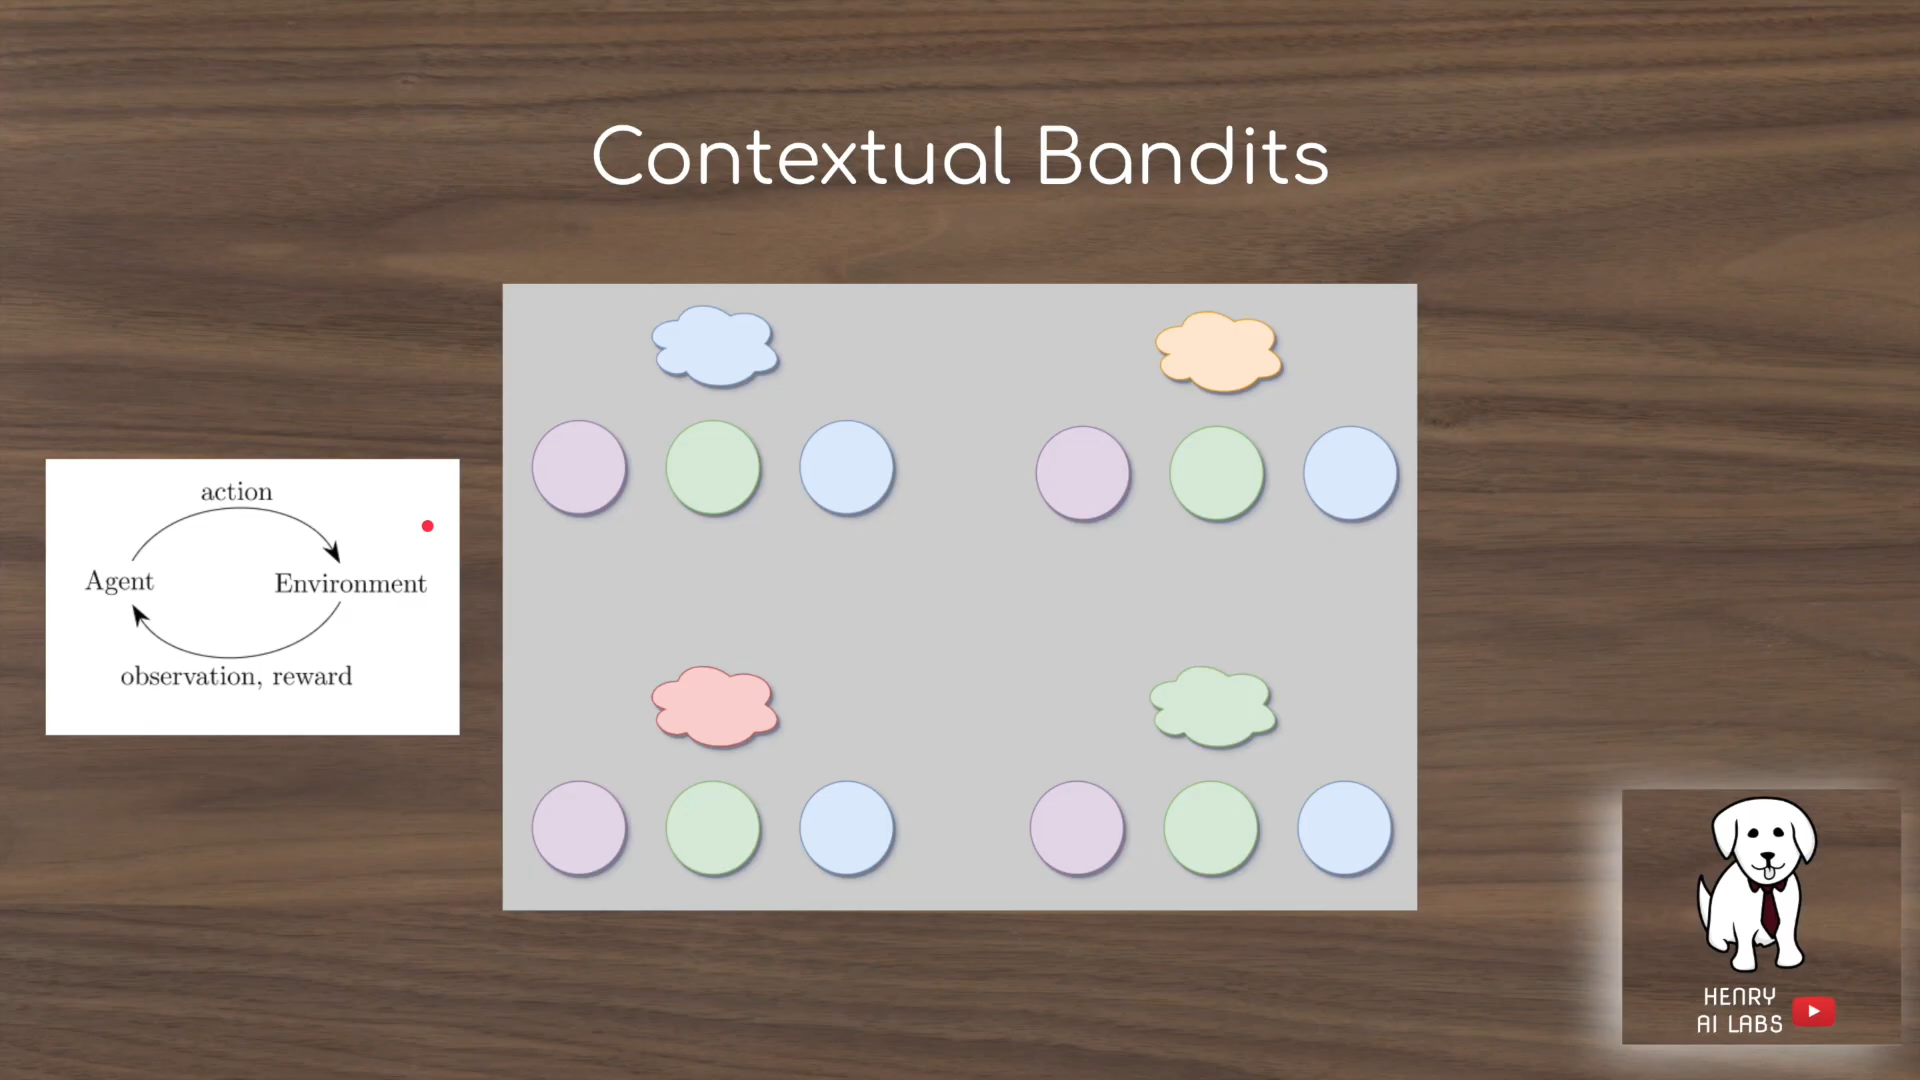 Contextual Bandits
action
Agent
Environment
observation, reward
HENRY
AI LABS